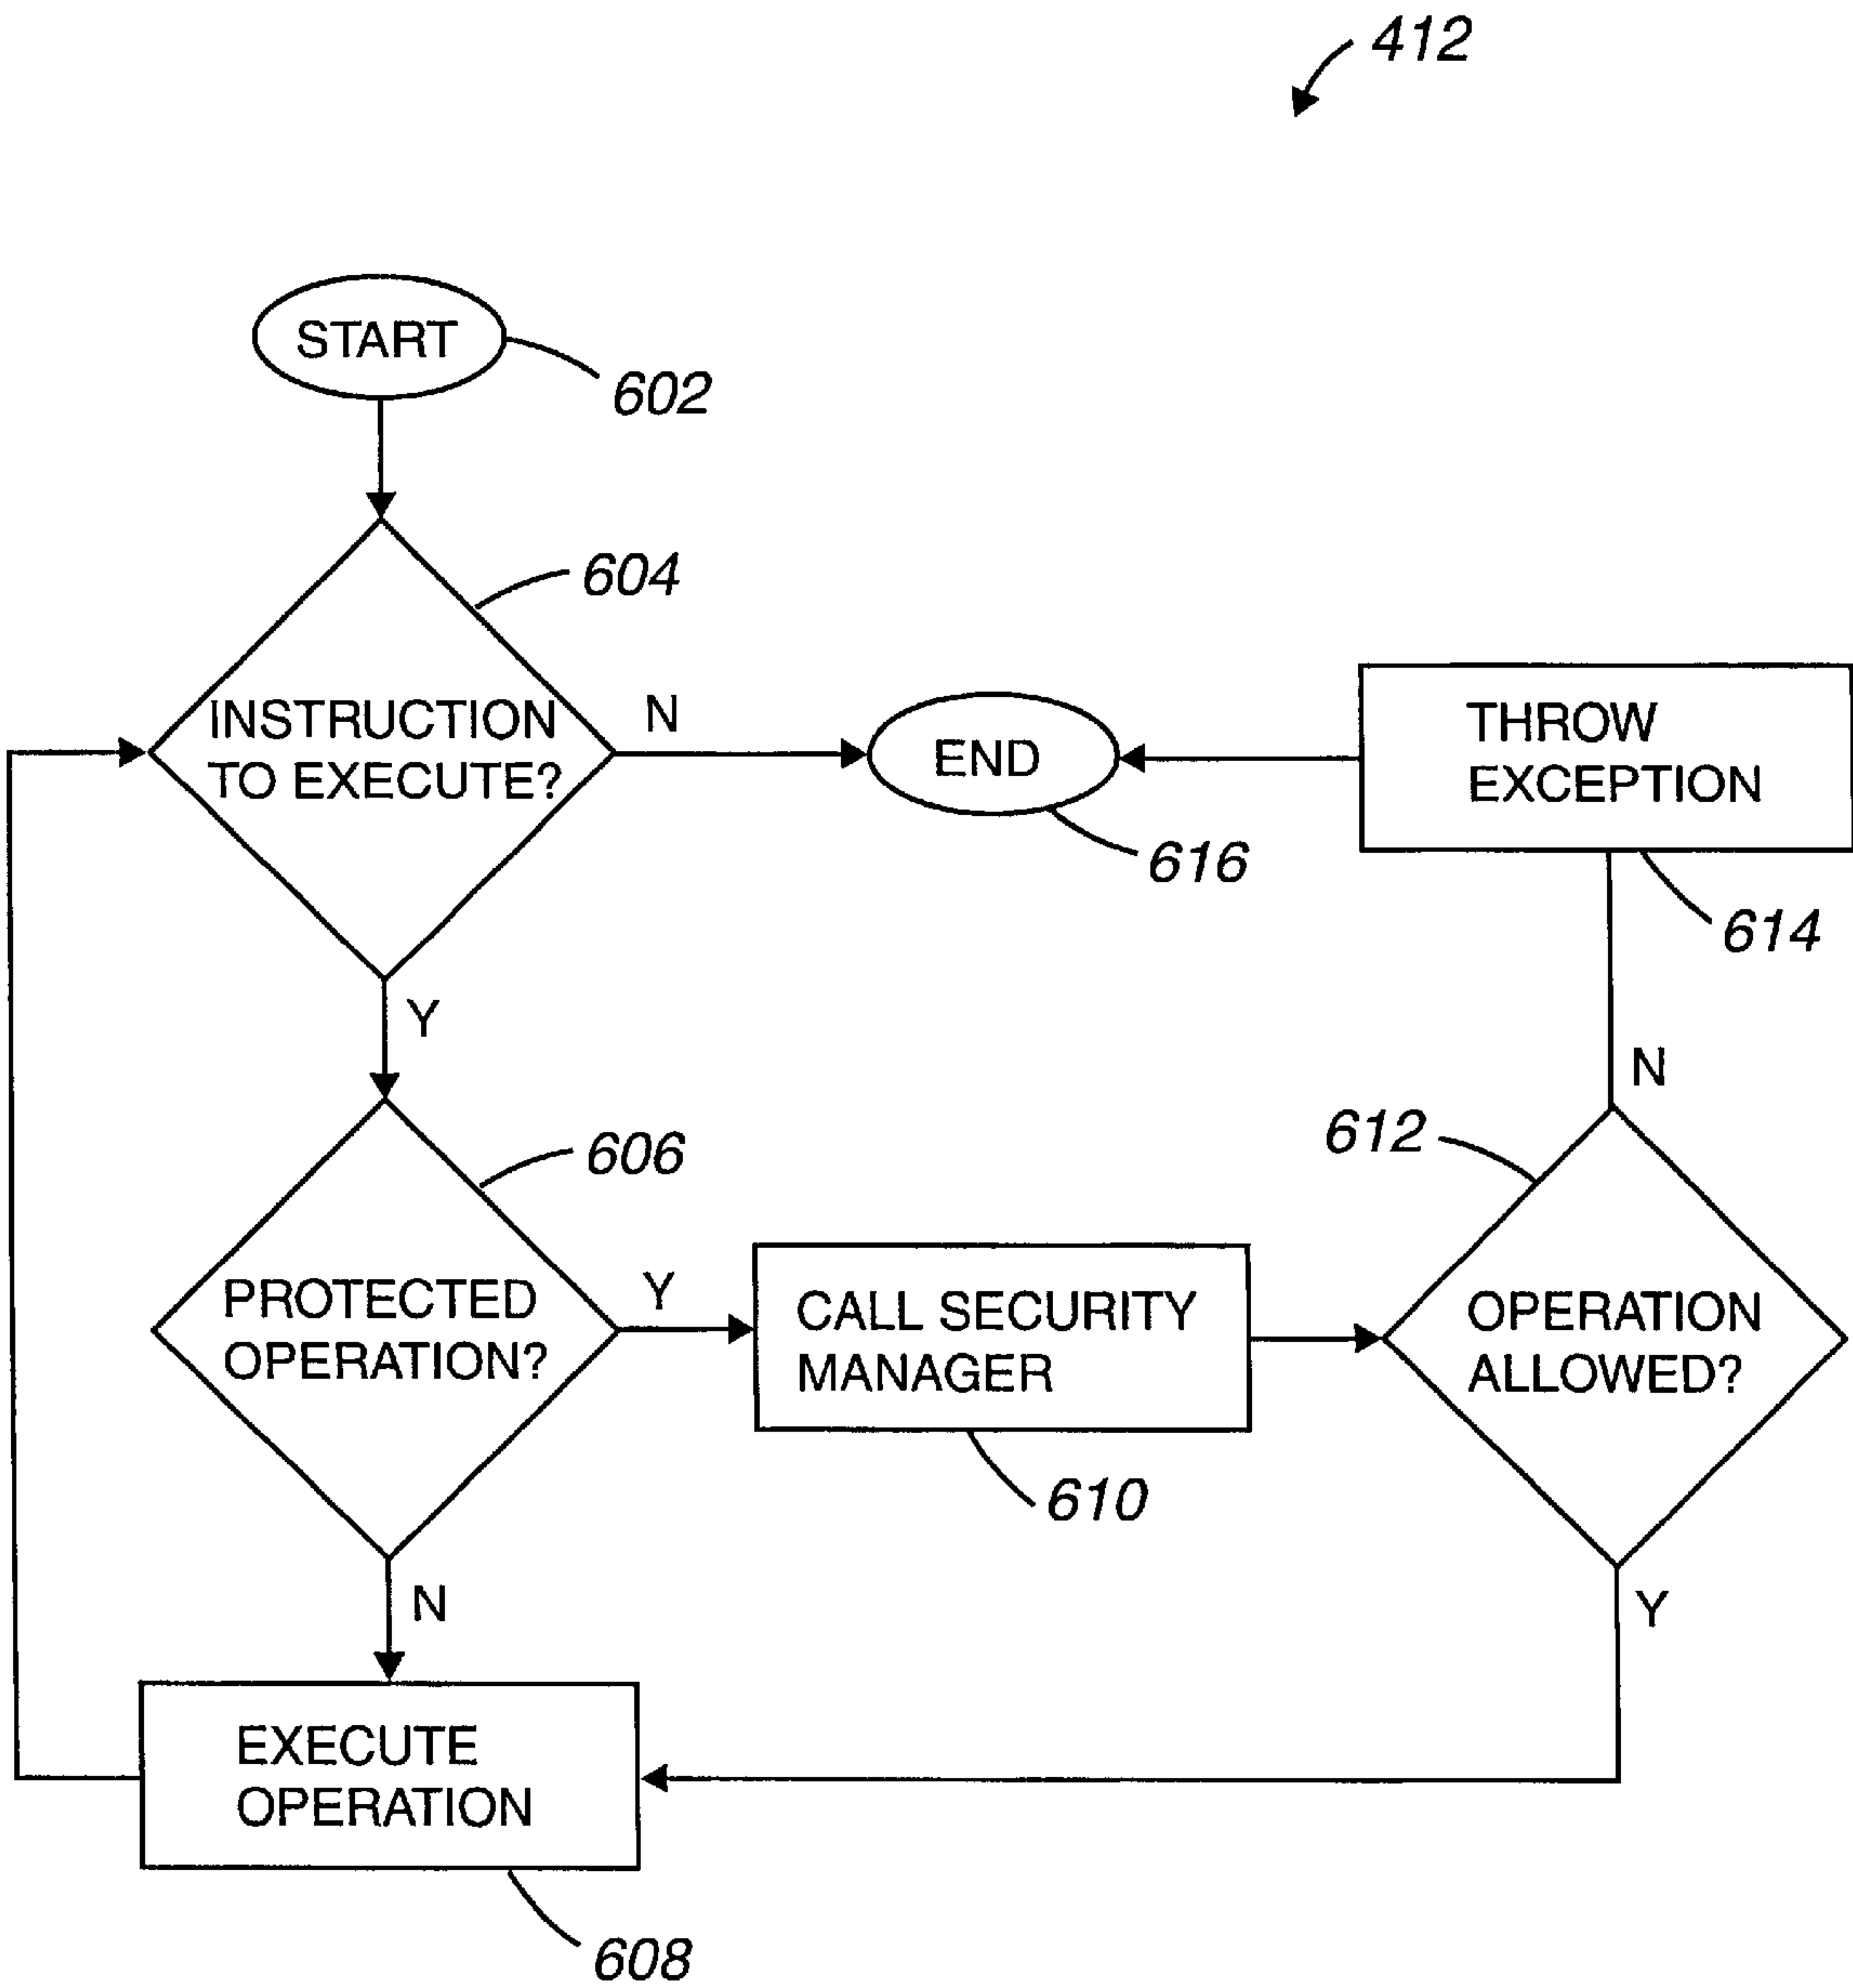 412
START
602
604
INSTRUCTION
TO EXECUTE?
N
END
616
THROW
EXCEPTION
614
Y
N
606
612
PROTECTED
OPERATION?
Y
CALL SECURITY
MANAGER
610
OPERATION
ALLOWED?
N
Y
EXECUTE
OPERATION
608